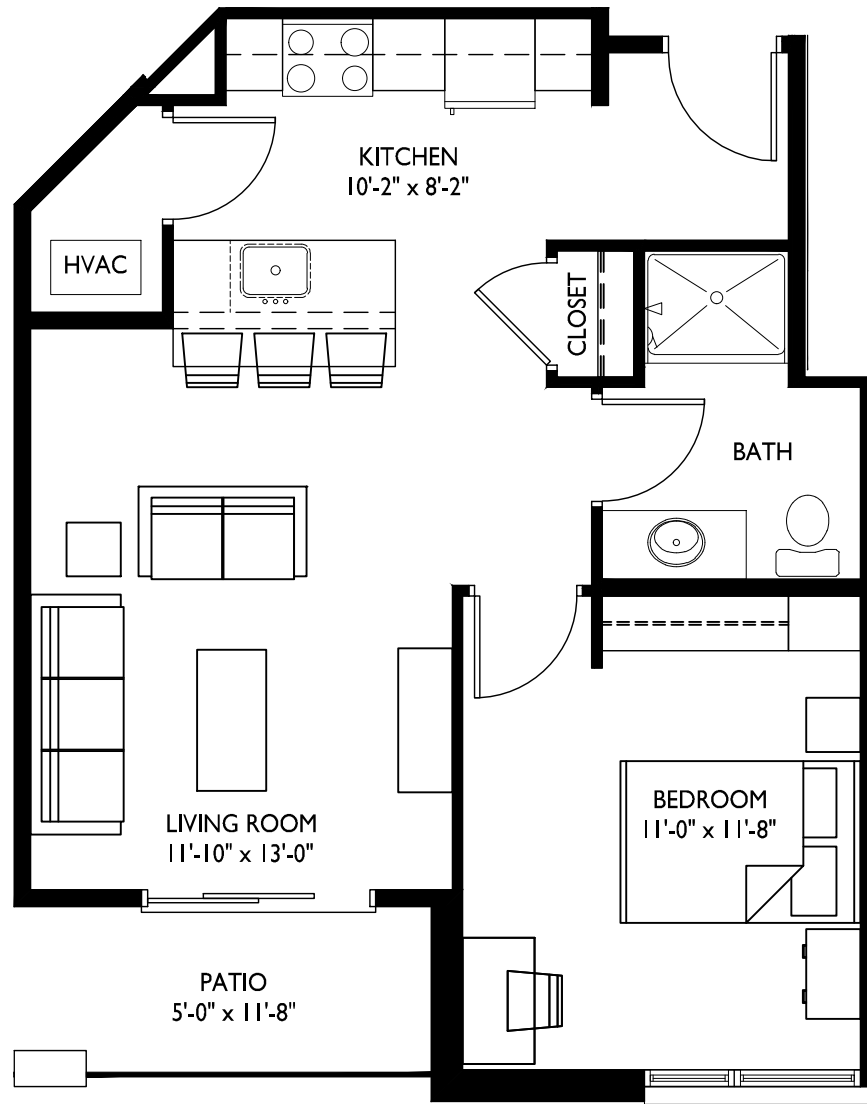 KITCHEN
10'-2" x 8'-2"
HVAC
CLOSET
BATH
BEDROOM
11'-0" x 11'-8"
LIVING ROOM
11'-10" x 13'-0"
PATIO
5'-0" x 11'-8"